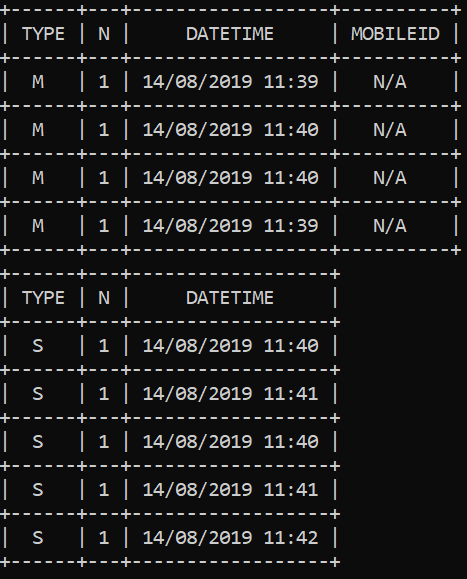 +------+---+------------------+----------+
| TYPE | N |     DATETIME     | MOBILEID |
+------+---+------------------+----------+
|  M   | 1 | 14/08/2019 11:39 |   N/A    |
+------+---+------------------+----------+
|  M   | 1 | 14/08/2019 11:40 |   N/A    |
+------+---+------------------+----------+
|  M   | 1 | 14/08/2019 11:40 |   N/A    |
+------+---+------------------+----------+
|  M   | 1 | 14/08/2019 11:39 |   N/A    |
+------+---+------------------+----------+
+------+---+------------------+
| TYPE | N |     DATETIME     |
+------+---+------------------+
|  S   | 1 | 14/08/2019 11:40 |
+------+---+------------------+
|  S   | 1 | 14/08/2019 11:41 |
+------+---+------------------+
|  S   | 1 | 14/08/2019 11:40 |
+------+---+------------------+
|  S   | 1 | 14/08/2019 11:41 |
+------+---+------------------+
|  S   | 1 | 14/08/2019 11:42 |
+------+---+------------------+